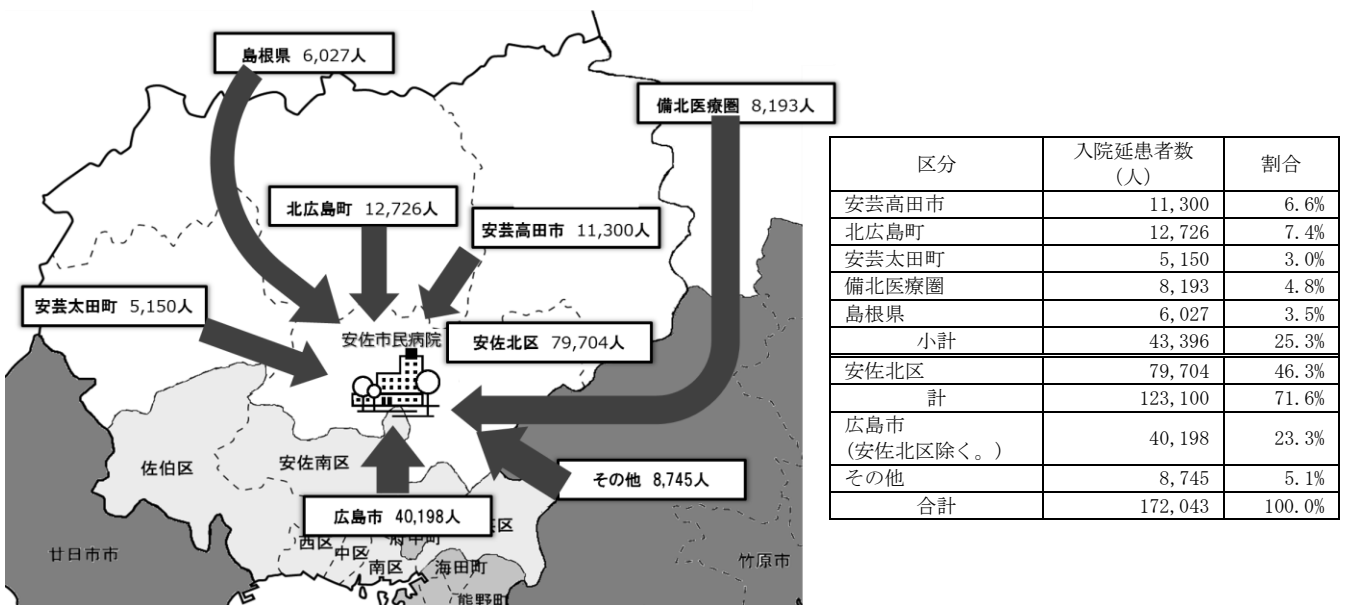 島根県 6,027人
備北医療圏 8,193人
北広島町 12,726人
安芸高田市 11,300人
安芸太田町 5,150人
安佐市民病院
安佐北区 79,704人
佐伯区
安佐南区
その他 8,745人
広島市 40,198人
区
西区
中区
府中町
南区
海田町
熊野町
廿日市市
竹原市
区分 入院延患者数(人) 割合
安芸高田市 11,300 6.6%
北広島町 12,726 7.4%
安芸太田町 5,150 3.0%
備北医療圏 8,193 4.8%
島根県 6,027 3.5%
小計 43,396 25.3%
安佐北区 79,704 46.3%
計 123,100 71.6%
広島市
(安佐北区除く。) 40,198 23.3%
その他 8,745 5.1%
合計 172,043 100.0%